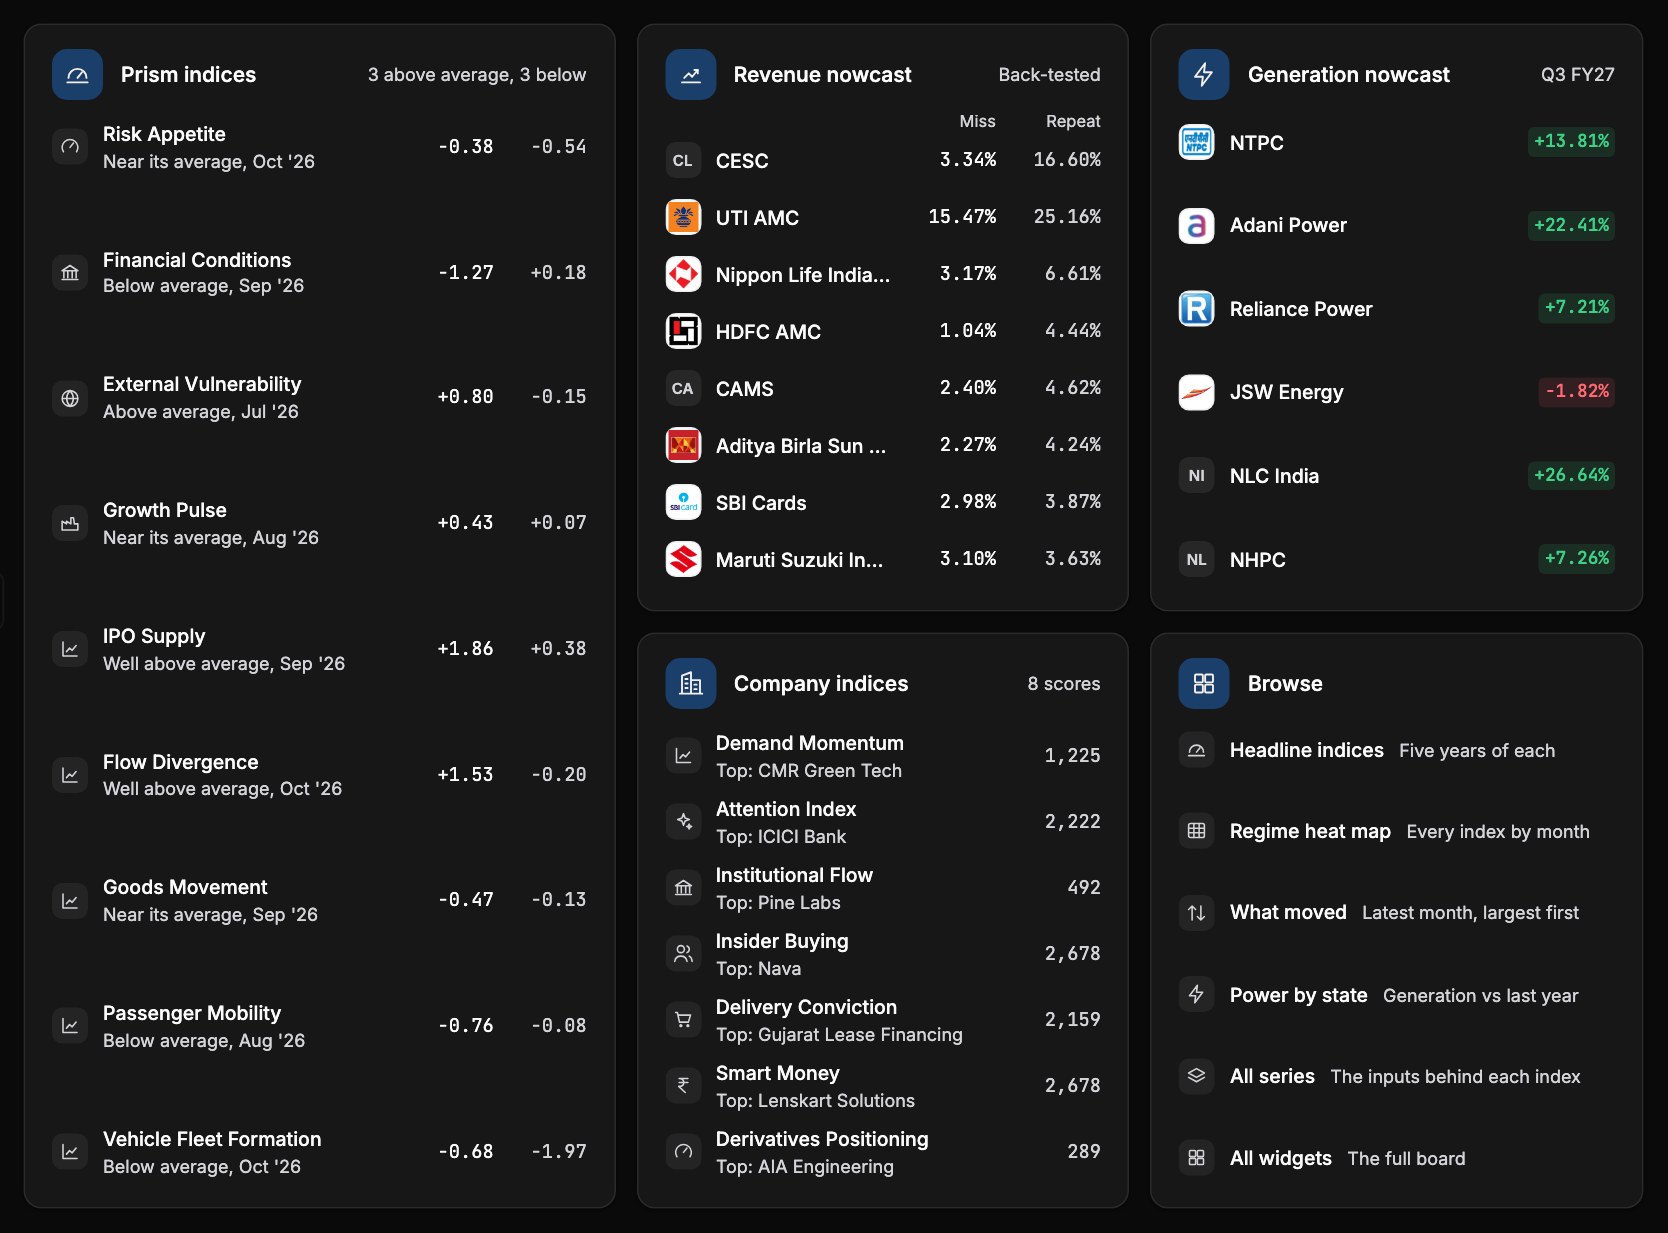 Prism indices 3 above average, 3 below
Risk Appetite -0.38 -0.54
Near its average, Oct '26
Financial Conditions -1.27 +0.18
Below average, Sep '26
External Vulnerability +0.80 -0.15
Above average, Jul '26
Growth Pulse +0.43 +0.07
Near its average, Aug '26
IPO Supply +1.86 +0.38
Well above average, Sep '26
Flow Divergence +1.53 -0.20
Well above average, Oct '26
Goods Movement -0.47 -0.13
Near its average, Sep '26
Passenger Mobility -0.76 -0.08
Below average, Aug '26
Vehicle Fleet Formation -0.68 -1.97
Below average, Oct '26
Revenue nowcast Back-tested
Miss Repeat
CL CESC 3.34% 16.60%
UTI AMC 15.47% 25.16%
Nippon Life India... 3.17% 6.61%
HDFC AMC 1.04% 4.44%
CA CAMS 2.40% 4.62%
Aditya Birla Sun ... 2.27% 4.24%
SBI card SBI Cards 2.98% 3.87%
Maruti Suzuki In... 3.10% 3.63%
Generation nowcast Q3 FY27
एनटीपीसी
NTPC NTPC +13.81%
a Adani Power +22.41%
R Reliance Power +7.21%
JSW Energy -1.82%
NI NLC India +26.64%
NL NHPC +7.26%
Company indices 8 scores
Demand Momentum 1,225
Top: CMR Green Tech
Attention Index 2,222
Top: ICICI Bank
Institutional Flow 492
Top: Pine Labs
Insider Buying 2,678
Top: Nava
Delivery Conviction 2,159
Top: Gujarat Lease Financing
₹ Smart Money 2,678
Top: Lenskart Solutions
Derivatives Positioning 289
Top: AIA Engineering
Browse
Headline indices Five years of each
Regime heat map Every index by month
What moved Latest month, largest first
Power by state Generation vs last year
All series The inputs behind each index
All widgets The full board